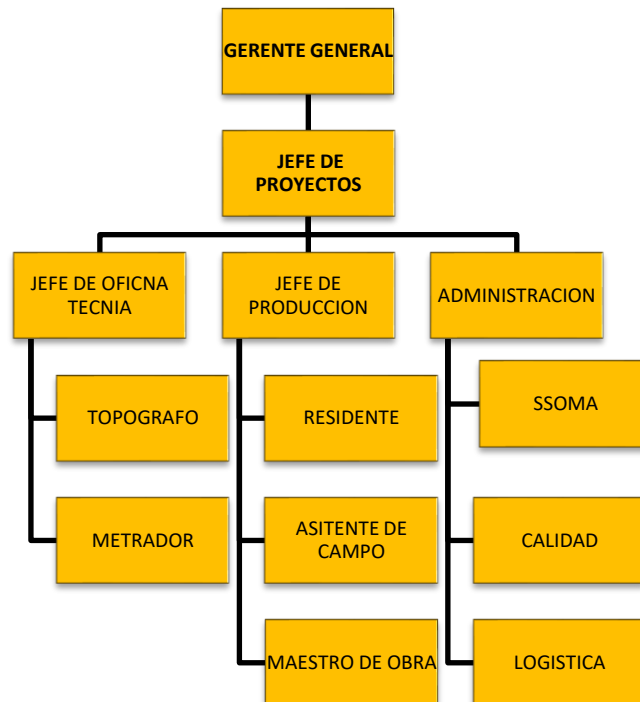 GERENTE GENERAL
JEFE DE
PROYECTOS
JEFE DE OFICNA
TECNIA
JEFE DE
PRODUCCION
ADMINISTRACION
TOPOGRAFO
RESIDENTE
SSOMA
METRADOR
ASITENTE DE
CAMPO
CALIDAD
MAESTRO DE OBRA
LOGISTICA